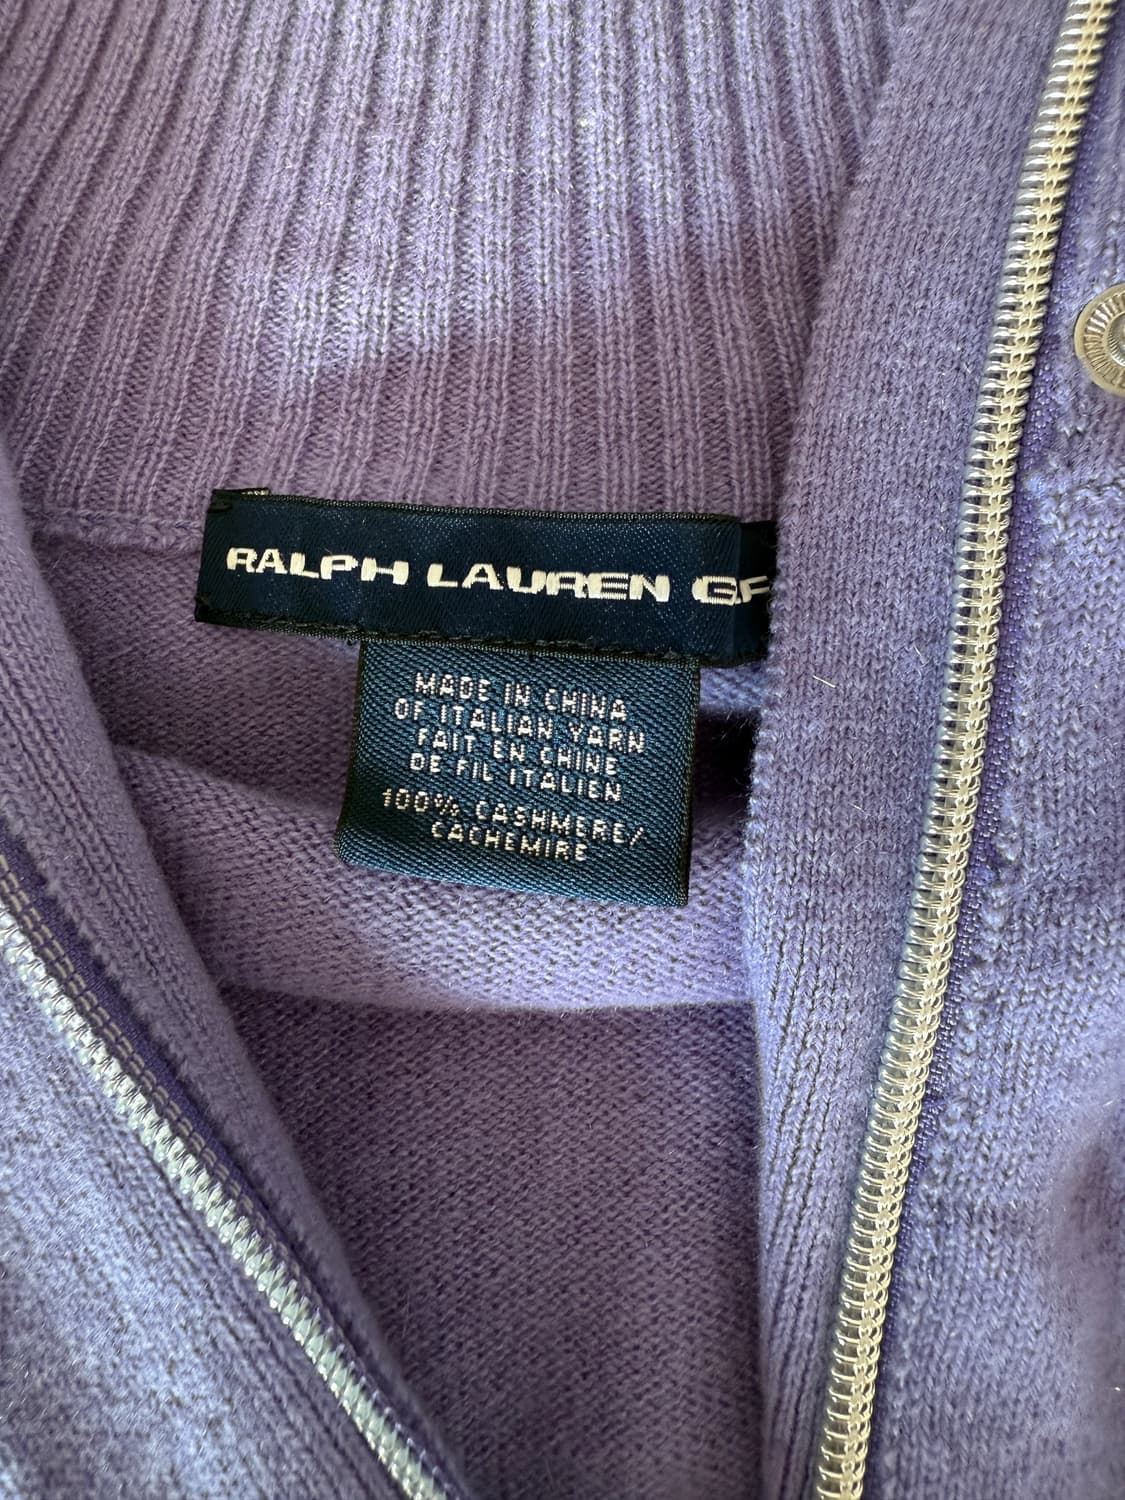 RALPH LAUREN
MADE IN CHINA
OF ITALIAN YARN
FAIT EN CHINE
DE FIL ITALIEN
100% CASHMERE/
CACHEMIRE